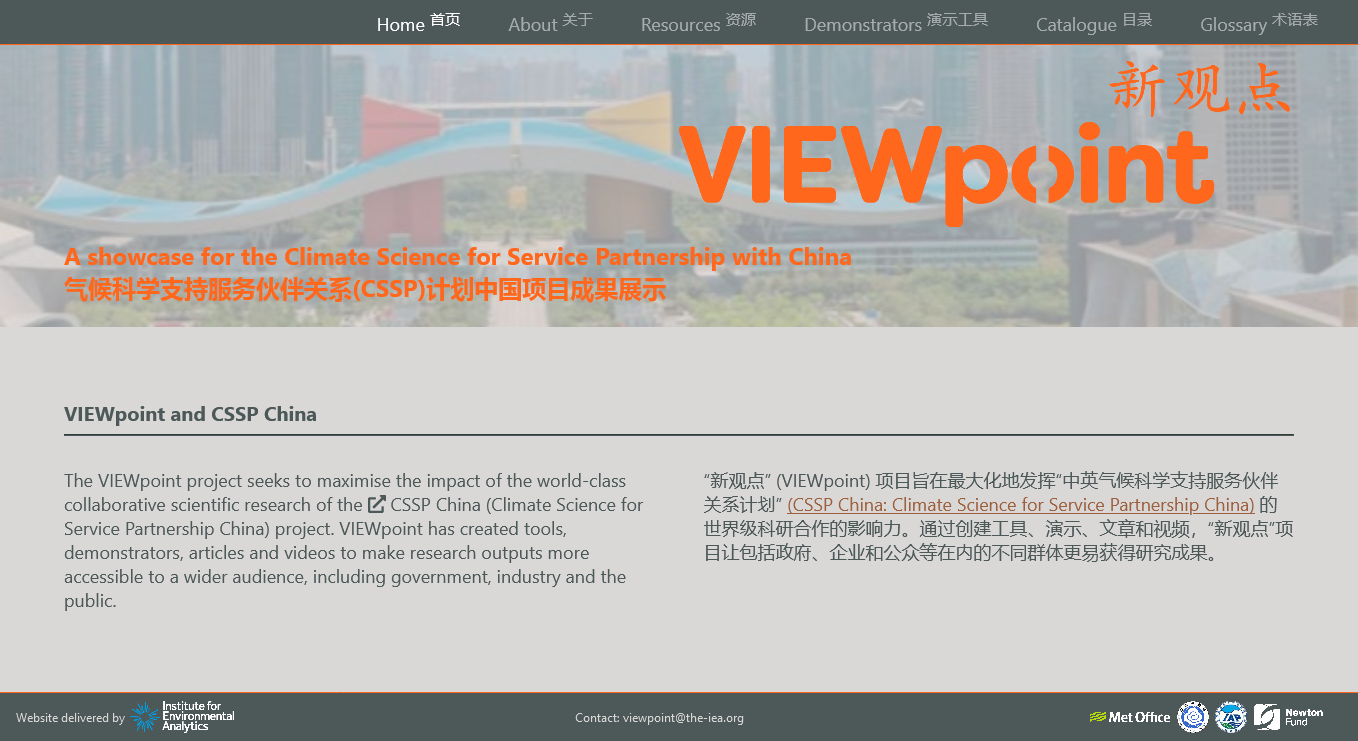 Home 首页 About 关于 Resources 资源 Demonstrators 演示工具 Catalogue 目录 Glossary 术语表
新观点
VIEWpoint
A showcase for the Climate Science for Service Partnership with China
气候科学支持服务伙伴关系(CSSP)计划中国项目成果展示
VIEWpoint and CSSP China
The VIEWpoint project seeks to maximise the impact of the world-class
collaborative scientific research of the CSSP China (Climate Science for
Service Partnership China) project. VIEWpoint has created tools,
demonstrators, articles and videos to make research outputs more
accessible to a wider audience, including government, industry and the
public.
“新观点” (VIEWpoint) 项目旨在最大化地发挥“中英气候科学支持服务伙伴
关系计划” (CSSP China: Climate Science for Service Partnership China) 的
世界级科研合作的影响力。通过创建工具、演示、文章和视频，“新观点”项
目让包括政府、企业和公众等在内的不同群体更易获得研究成果。
Website delivered by
Institute for
Environmental
Analytics
Contact: viewpoint@the-iea.org
Met Office
IAP
Newton
Fund